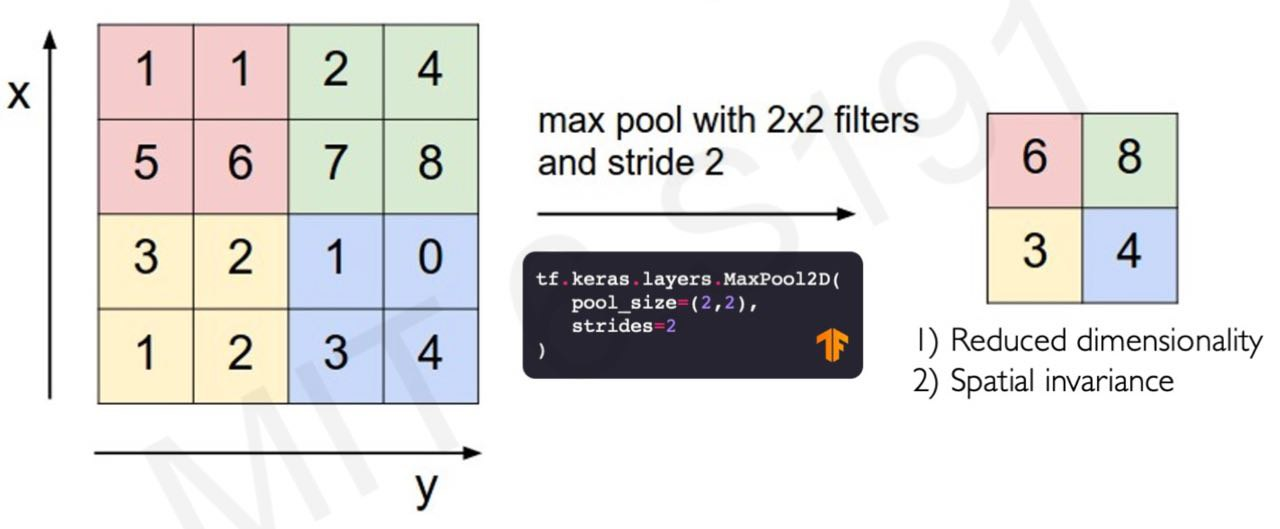 x
1 1 2 4
5 6 7 8
3 2 1 0
1 2 3 4
y
max pool with 2x2 filters
and stride 2
tf.keras.layers.MaxPool2D(
pool_size=(2,2),
strides=2
)
6 8
3 4
1) Reduced dimensionality
2) Spatial invariance
MIT 6.S191